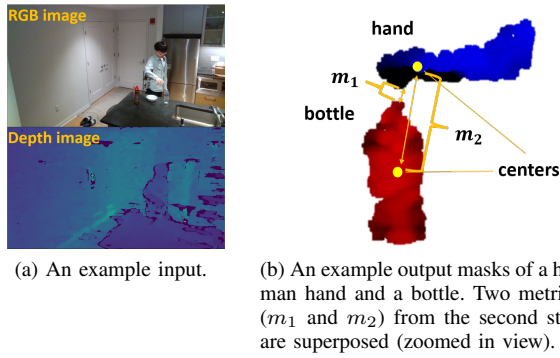 RGB image
Depth image
hand
m1
bottle
m2
centers
(a) An example input.
(b) An example output masks of a h
man hand and a bottle. Two metri
(m1 and m2) from the second st
are superposed (zoomed in view).